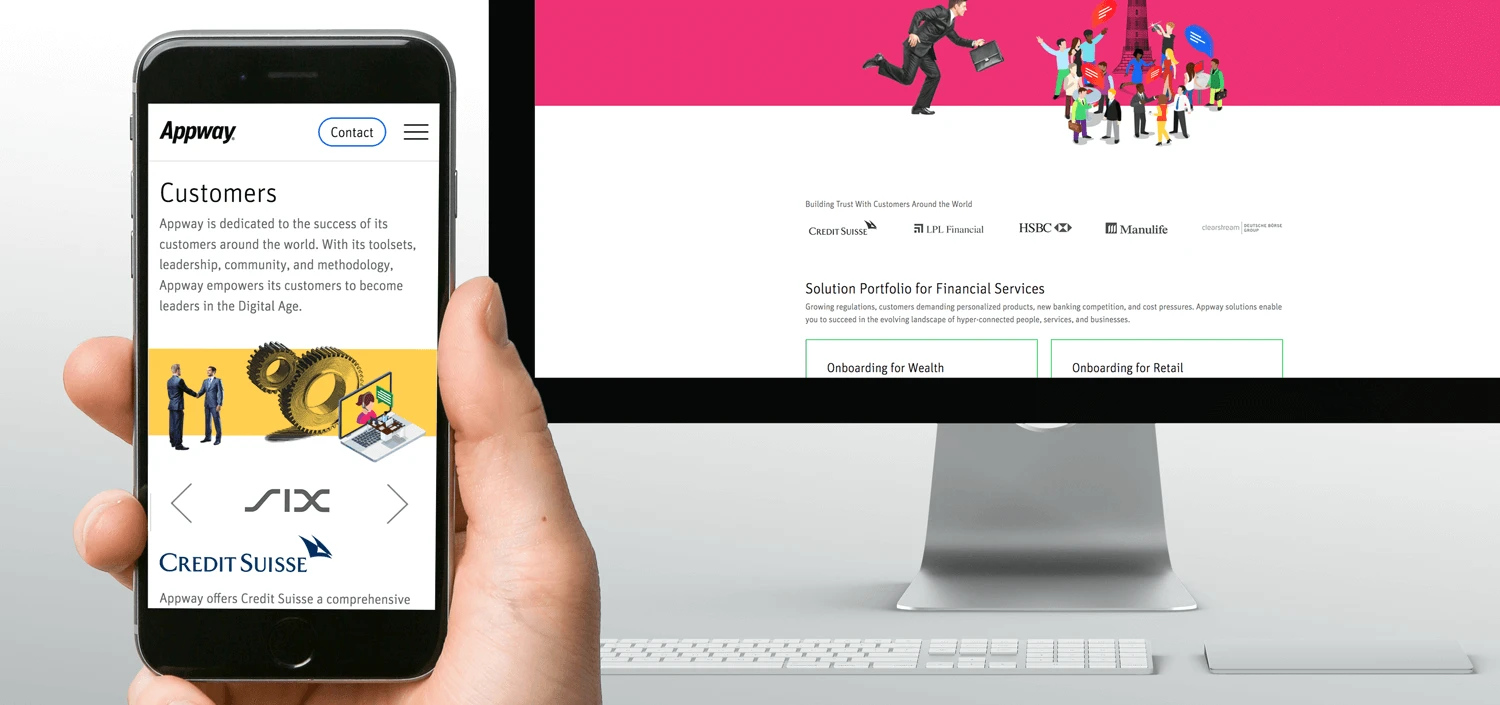 Appway
Contact
Customers
Appway is dedicated to the success of its
customers around the world. With its toolsets,
leadership, community, and methodology,
Appway empowers its customers to become
leaders in the Digital Age.
SIX
CREDIT SUISSE
Appway offers Credit Suisse a comprehensive
Building Trust With Customers Around the World
CREDIT SUISSE
LPL Financial
HSBC
Manulife
clearstream
DEUTSCHE BÖRSE
GROUP
Solution Portfolio for Financial Services
Growing regulations, customers demanding personalized products, new banking competition, and cost pressures. Appway solutions enable
you to succeed in the evolving landscape of hyper-connected people, services, and businesses.
Onboarding for Wealth
Onboarding for Retail